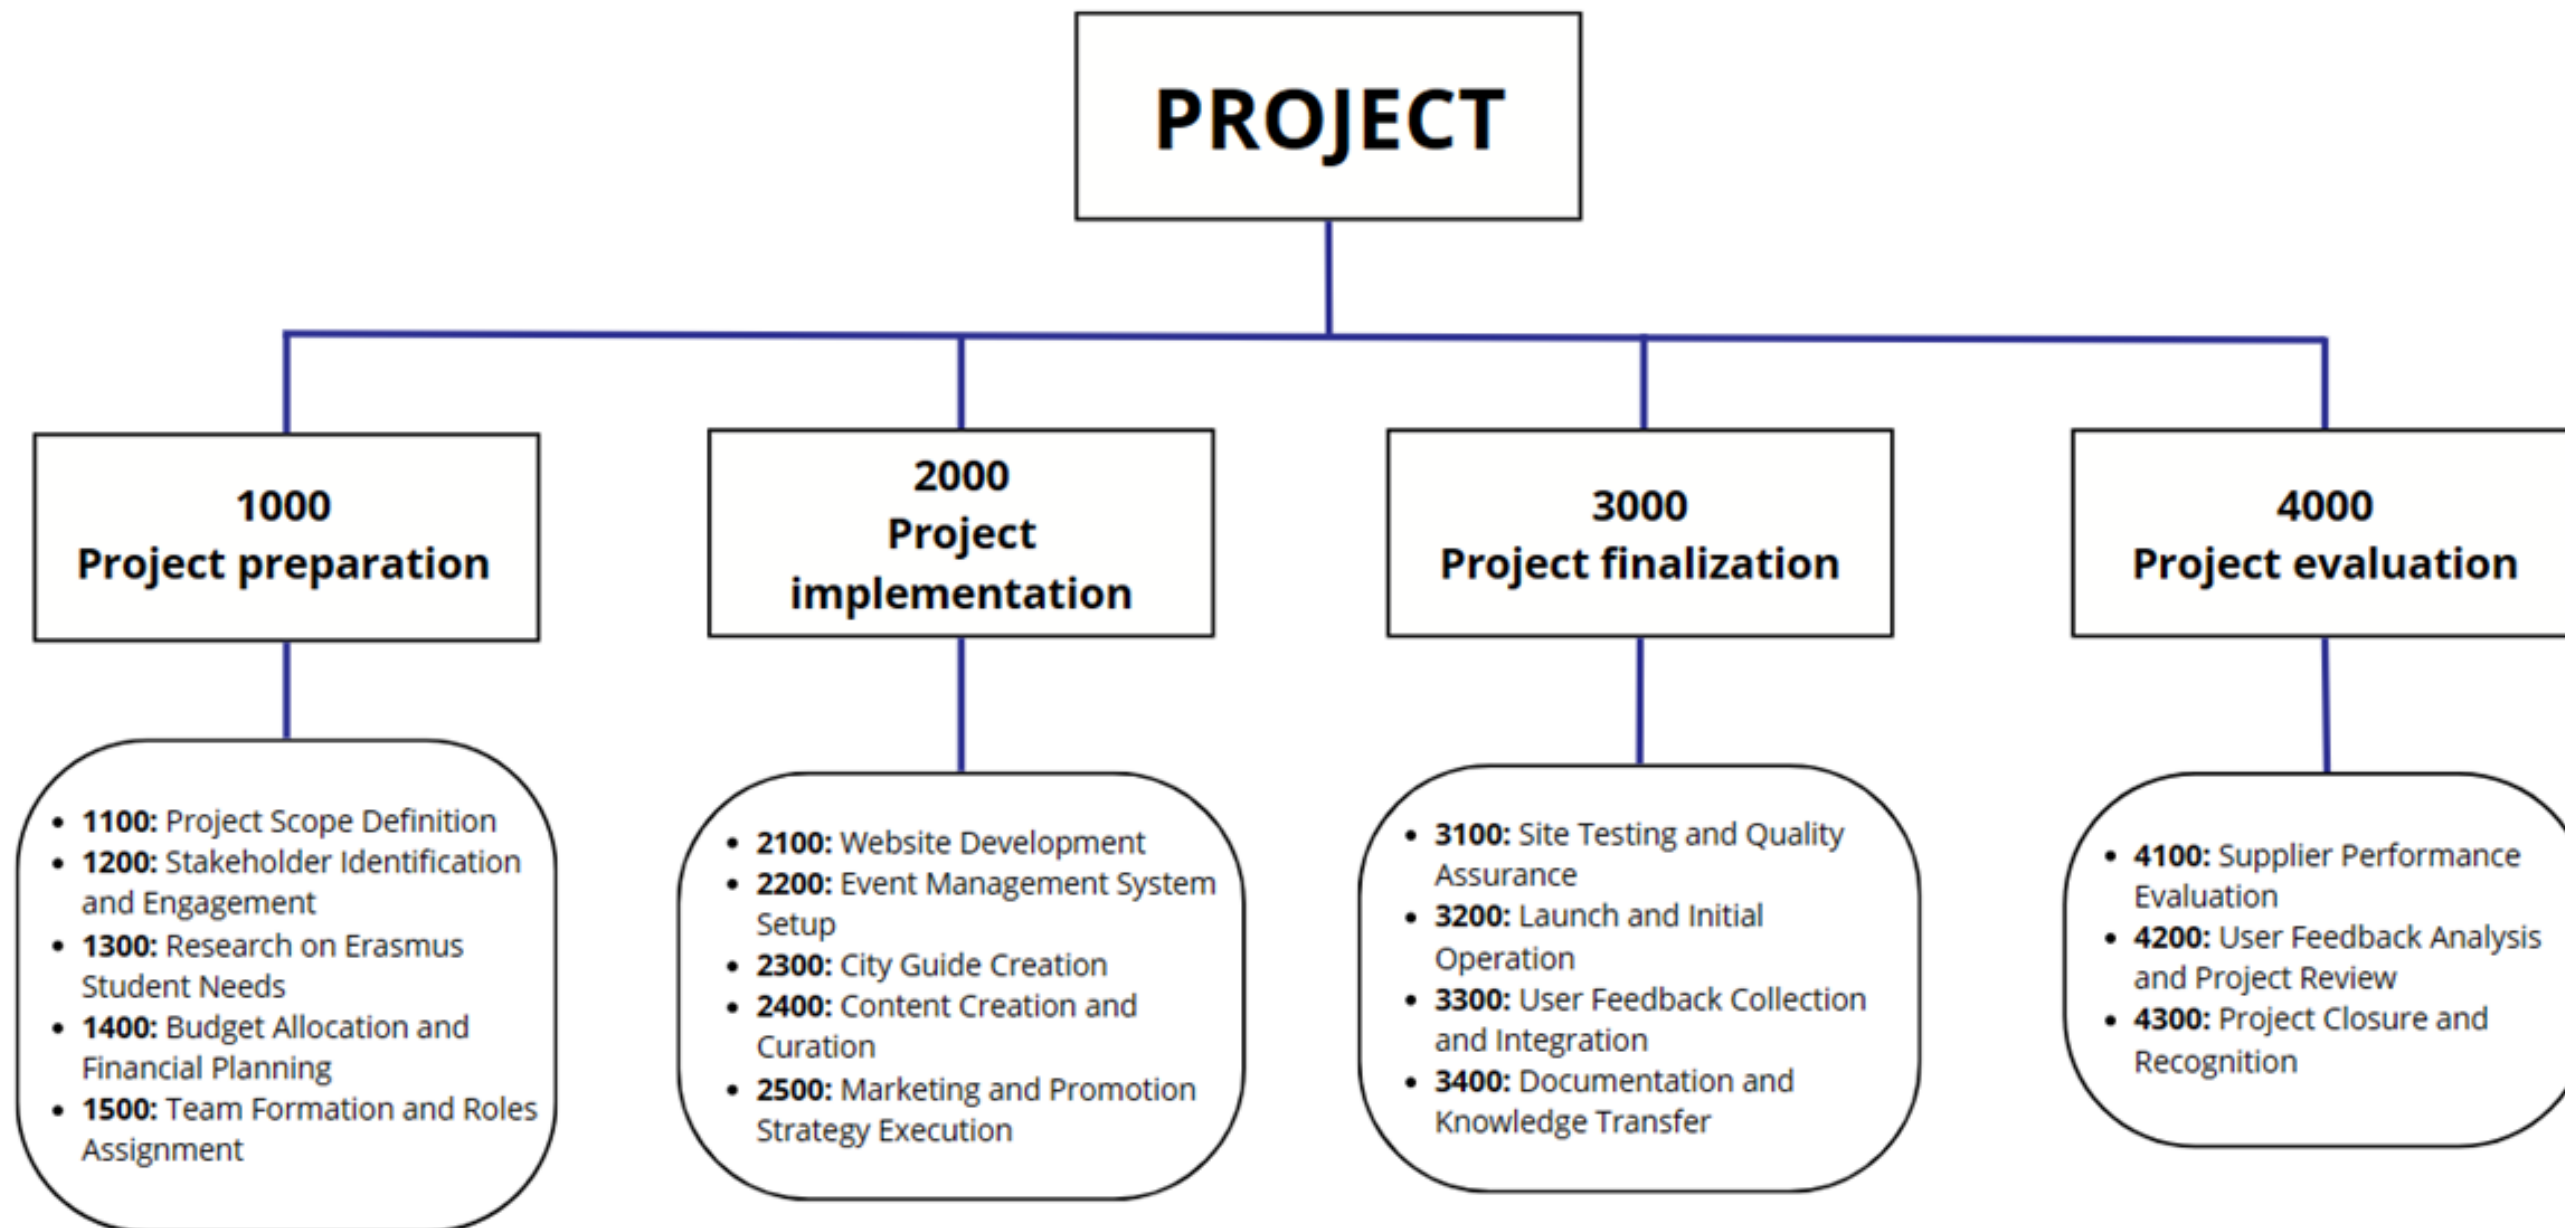 PROJECT
1000
Project preparation
2000
Project
implementation
3000
Project finalization
4000
Project evaluation
• 1100: Project Scope Definition
• 1200: Stakeholder Identification
and Engagement
• 1300: Research on Erasmus
Student Needs
• 1400: Budget Allocation and
Financial Planning
• 1500: Team Formation and Roles
Assignment
• 2100: Website Development
• 2200: Event Management System
Setup
• 2300: City Guide Creation
• 2400: Content Creation and
Curation
• 2500: Marketing and Promotion
Strategy Execution
• 3100: Site Testing and Quality
Assurance
• 3200: Launch and Initial
Operation
• 3300: User Feedback Collection
and Integration
• 3400: Documentation and
Knowledge Transfer
• 4100: Supplier Performance
Evaluation
• 4200: User Feedback Analysis
and Project Review
• 4300: Project Closure and
Recognition